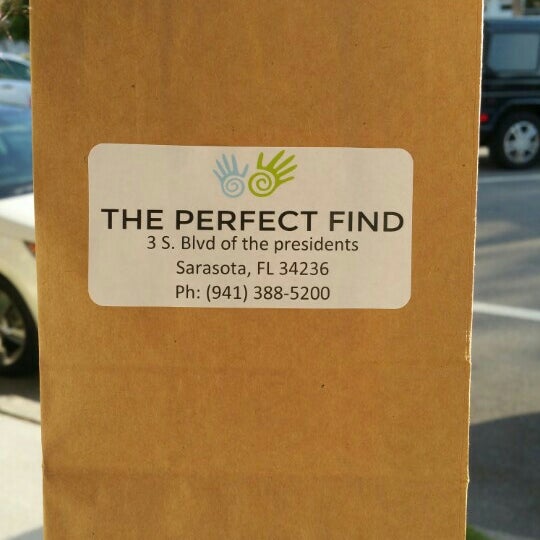 THE PERFECT FIND
3 S. Blvd of the presidents
Sarasota, FL 34236
Ph: (941) 388-5200